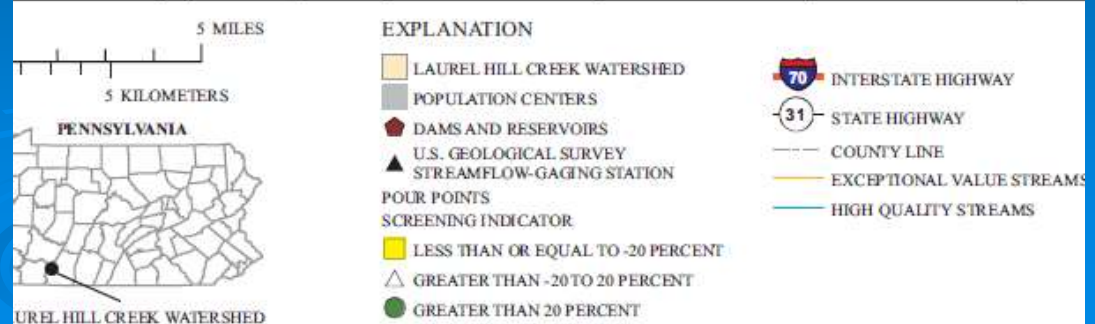 5 MILES
5 KILOMETERS
PENNSYLVANIA
UREL HILL CREEK WATERSHED
EXPLANATION
LAUREL HILL CREEK WATERSHED
POPULATION CENTERS
DAMS AND RESERVOIRS
U.S. GEOLOGICAL SURVEY
STREAMFLOW-GAGING STATION
POUR POINTS
SCREENING INDICATOR
LESS THAN OR EQUAL TO -20 PERCENT
GREATER THAN -20 TO 20 PERCENT
GREATER THAN 20 PERCENT
70 INTERSTATE HIGHWAY
31 STATE HIGHWAY
COUNTY LINE
EXCEPTIONAL VALUE STREAMS
HIGH QUALITY STREAMS